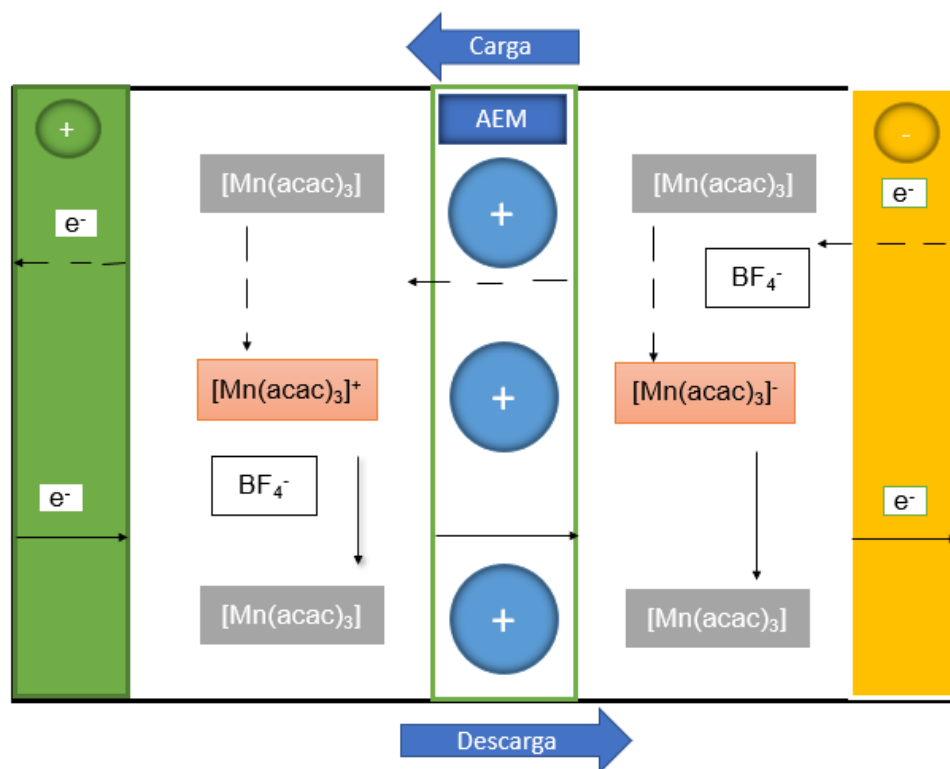 Carga
AEM
+
-
[Mn(acac)₃]
[Mn(acac)₃]
e⁻
e⁻
+
BF₄⁻
[Mn(acac)₃]⁺
[Mn(acac)₃]⁻
+
BF₄⁻
e⁻
e⁻
[Mn(acac)₃]
[Mn(acac)₃]
+
Descarga